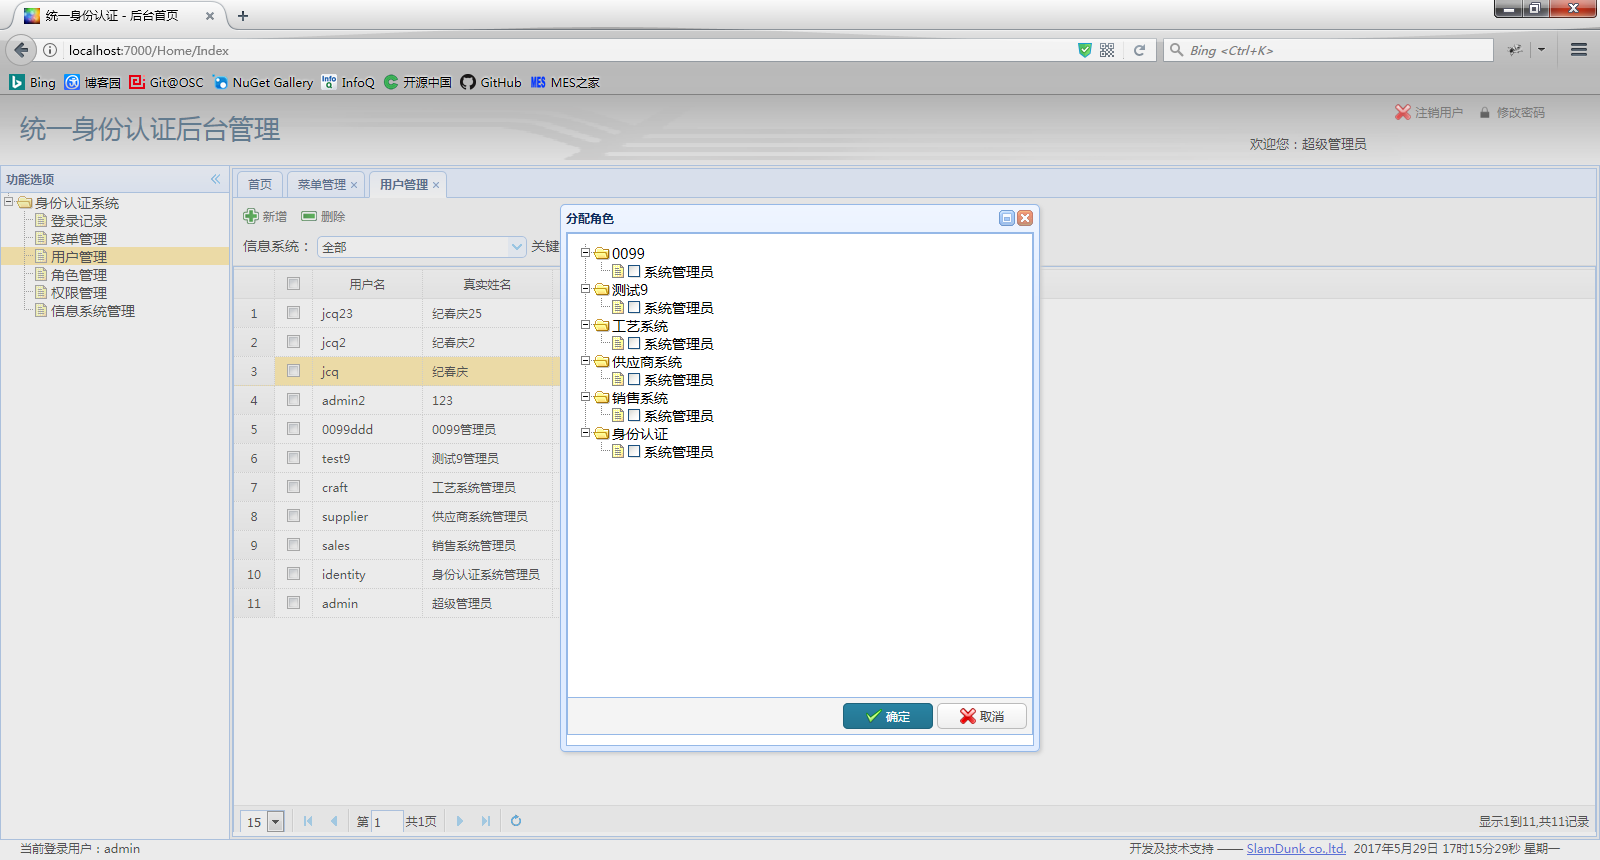 统一身份认证 - 后台首页
localhost:7000/Home/Index
Bing <Ctrl+K>
Bing 博客园 Git@OSC NuGet Gallery InfoQ 开源中国 GitHub MES之家
统一身份认证后台管理
注销用户 修改密码
欢迎您：超级管理员
功能选项
身份认证系统
登录记录
菜单管理
用户管理
角色管理
权限管理
信息系统管理
首页 菜单管理 用户管理
新增 删除
信息系统： 全部 关键
用户名 真实姓名
1 jcq23 纪春庆25
2 jcq2 纪春庆2
3 jcq 纪春庆
4 admin2 123
5 0099ddd 0099管理员
6 test9 测试9管理员
7 craft 工艺系统管理员
8 supplier 供应商系统管理员
9 sales 销售系统管理员
10 identity 身份认证系统管理员
11 admin 超级管理员
分配角色
0099
系统管理员
测试9
系统管理员
工艺系统
系统管理员
供应商系统
系统管理员
销售系统
系统管理员
身份认证
系统管理员
确定 取消
15 第 1 共1页
显示1到11,共11记录
当前登录用户：admin
开发及技术支持 —— SlamDunk co.,ltd. 2017年5月29日 17时15分29秒 星期一